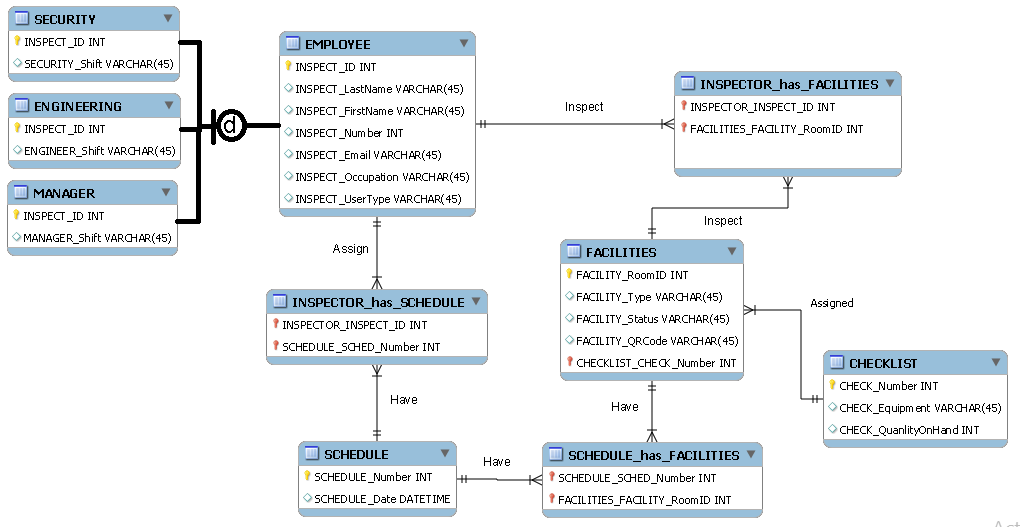 SECURITY
INSPECT_ID INT
SECURITY_Shift VARCHAR(45)
ENGINEERING
INSPECT_ID INT
ENGINEER_Shift VARCHAR(45)
MANAGER
INSPECT_ID INT
MANAGER_Shift VARCHAR(45)
d
EMPLOYEE
INSPECT_ID INT
INSPECT_LastName VARCHAR(45)
INSPECT_FirstName VARCHAR(45)
INSPECT_Number INT
INSPECT_Email VARCHAR(45)
INSPECT_Occupation VARCHAR(45)
INSPECT_UserType VARCHAR(45)
Inspect
INSPECTOR_has_FACILITIES
INSPECTOR_INSPECT_ID INT
FACILITIES_FACILITY_RoomID INT
Inspect
Assign
INSPECTOR_has_SCHEDULE
INSPECTOR_INSPECT_ID INT
SCHEDULE_SCHED_Number INT
FACILITIES
FACILITY_RoomID INT
FACILITY_Type VARCHAR(45)
FACILITY_Status VARCHAR(45)
FACILITY_QRCode VARCHAR(45)
CHECKLIST_CHECK_Number INT
Assigned
CHECKLIST
CHECK_Number INT
CHECK_Equipment VARCHAR(45)
CHECK_QuanlityOnHand INT
Have
Have
SCHEDULE
SCHEDULE_Number INT
SCHEDULE_Date DATETIME
Have
SCHEDULE_has_FACILITIES
SCHEDULE_SCHED_Number INT
FACILITIES_FACILITY_RoomID INT